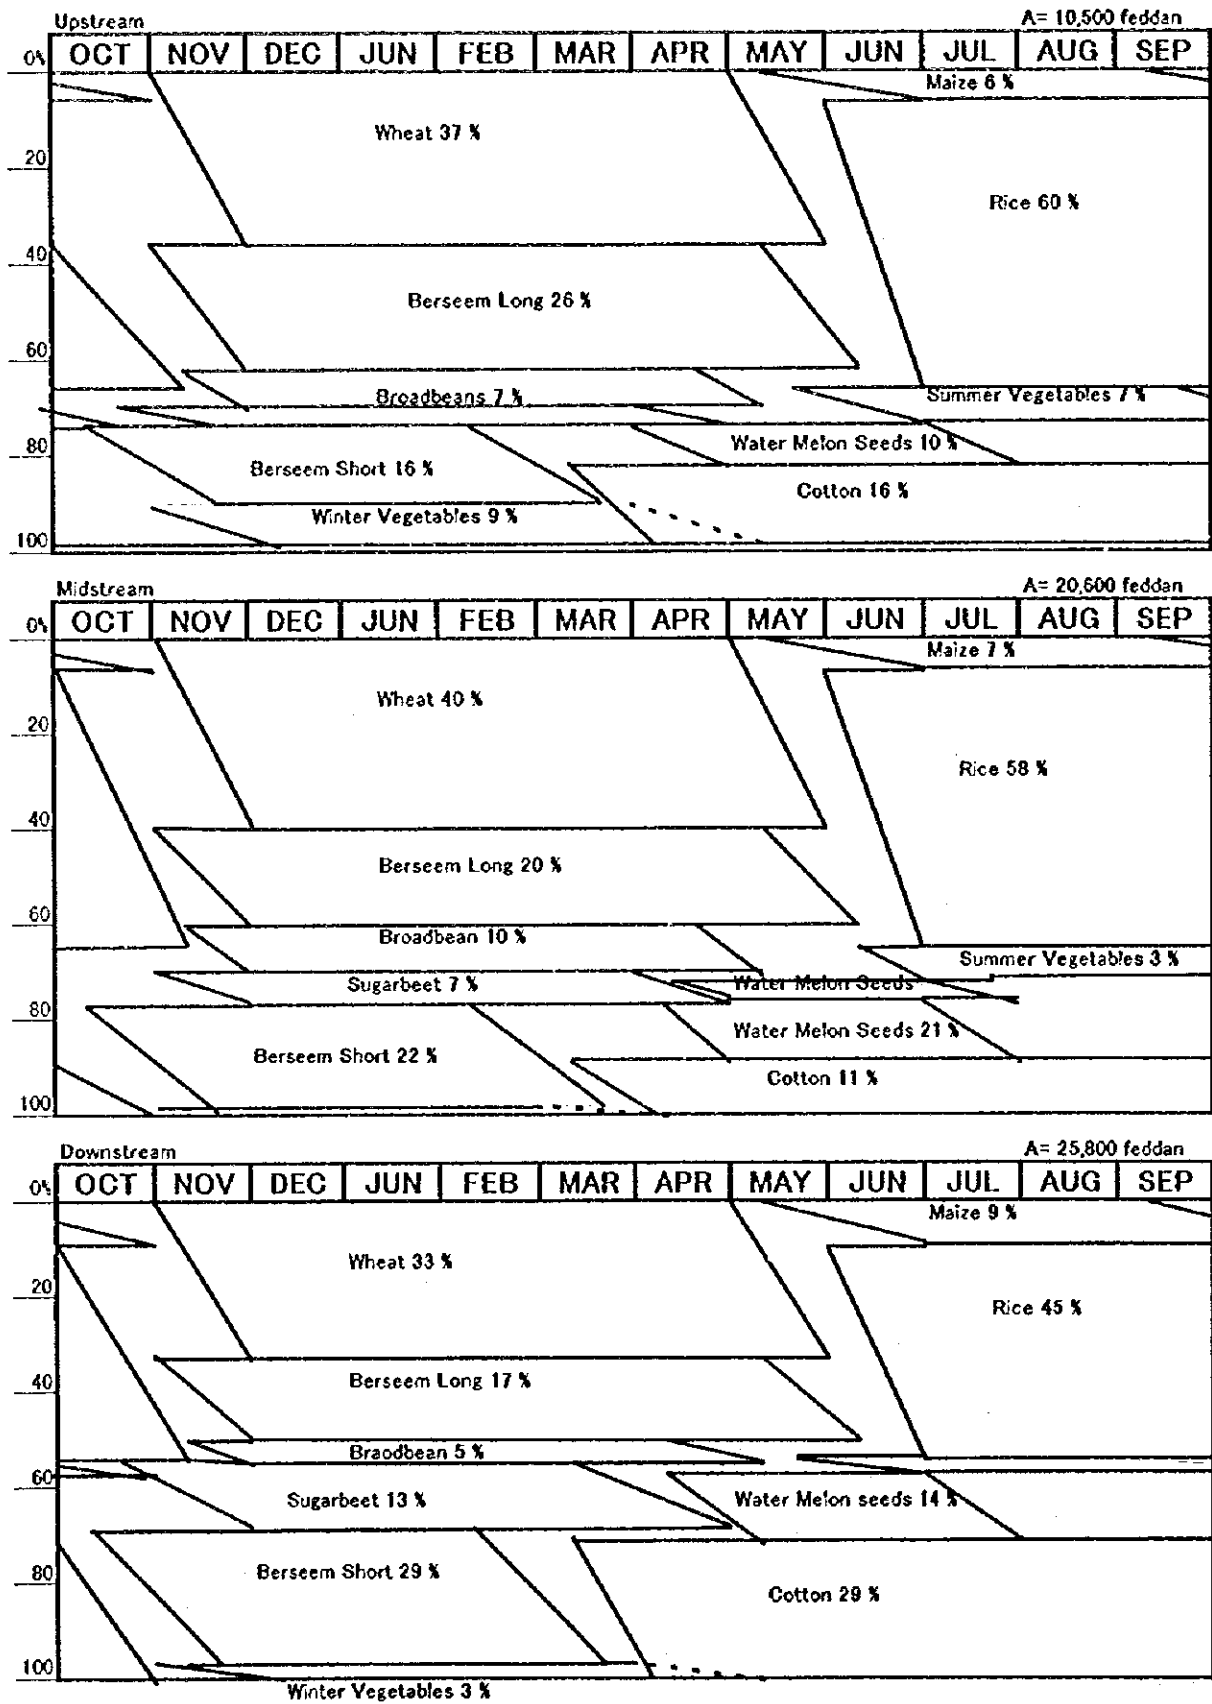 Upstream A= 10,500 feddan
OCT NOV DEC JUN FEB MAR APR MAY JUN JUL AUG SEP
0%
Maize 6 %
Wheat 37 %
20
Rice 60 %
40
Berseem Long 26 %
60
Broadbeans 7 %
Summer Vegetables 7 %
Water Melon Seeds 10 %
80
Berseem Short 16 %
Cotton 16 %
Winter Vegetables 9 %
100
Midstream A= 20,600 feddan
OCT NOV DEC JUN FEB MAR APR MAY JUN JUL AUG SEP
0%
Maize 7 %
Wheat 40 %
20
Rice 58 %
40
Berseem Long 20 %
60
Broadbean 10 %
Summer Vegetables 3 %
Sugarbeet 7 %
Water Melon Seeds
80
Water Melon Seeds 21 %
Berseem Short 22 %
Cotton 11 %
100
Downstream A= 25,800 feddan
OCT NOV DEC JUN FEB MAR APR MAY JUN JUL AUG SEP
0%
Maize 9 %
Wheat 33 %
20
Rice 45 %
40
Berseem Long 17 %
Braodbean 5 %
60
Sugarbeet 13 %
Water Melon seeds 14 %
Berseem Short 29 %
80
Cotton 29 %
100
Winter Vegetables 3 %